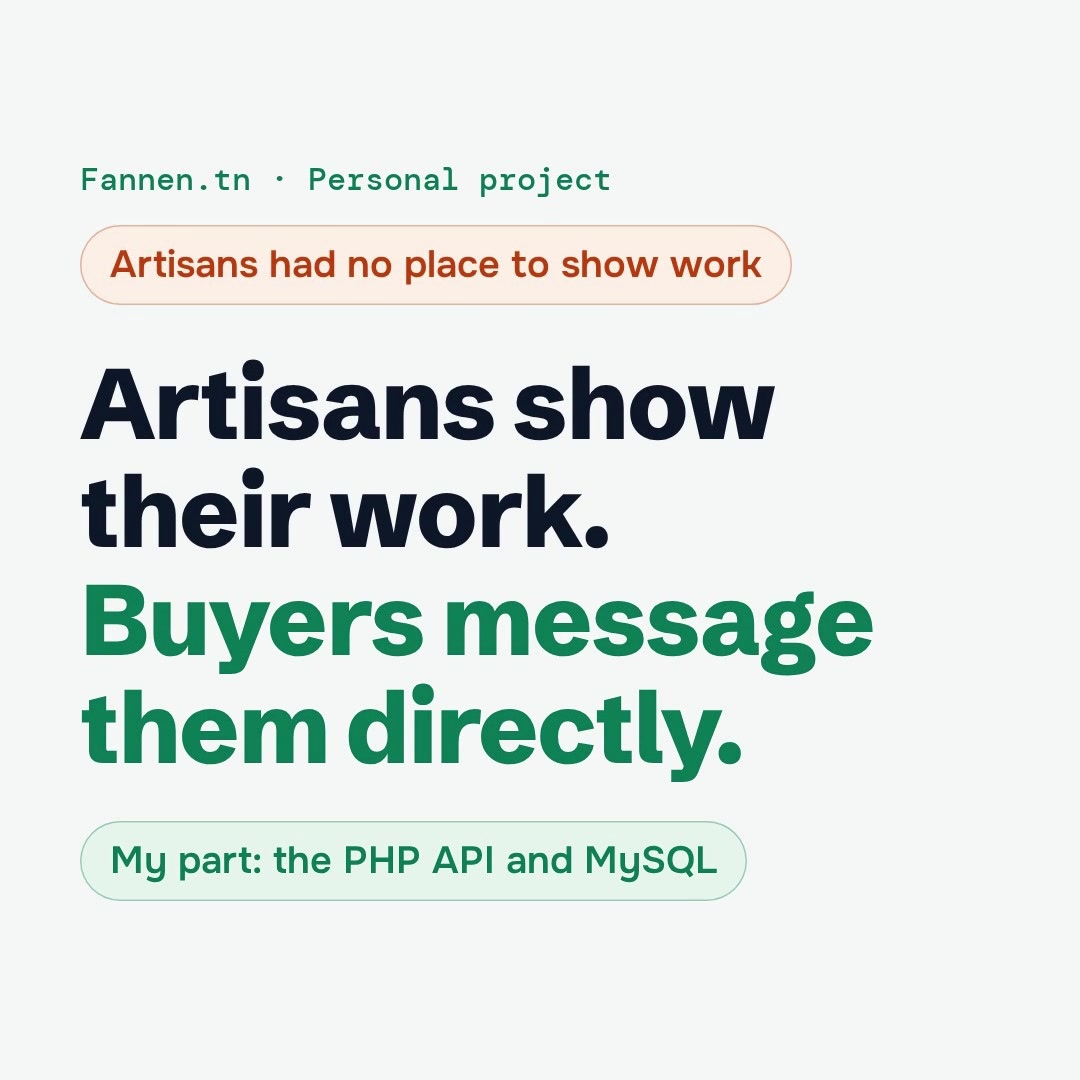 Fannen.tn · Personal project
Artisans had no place to show work
Artisans show
their work.
Buyers message
them directly.
My part: the PHP API and MySQL